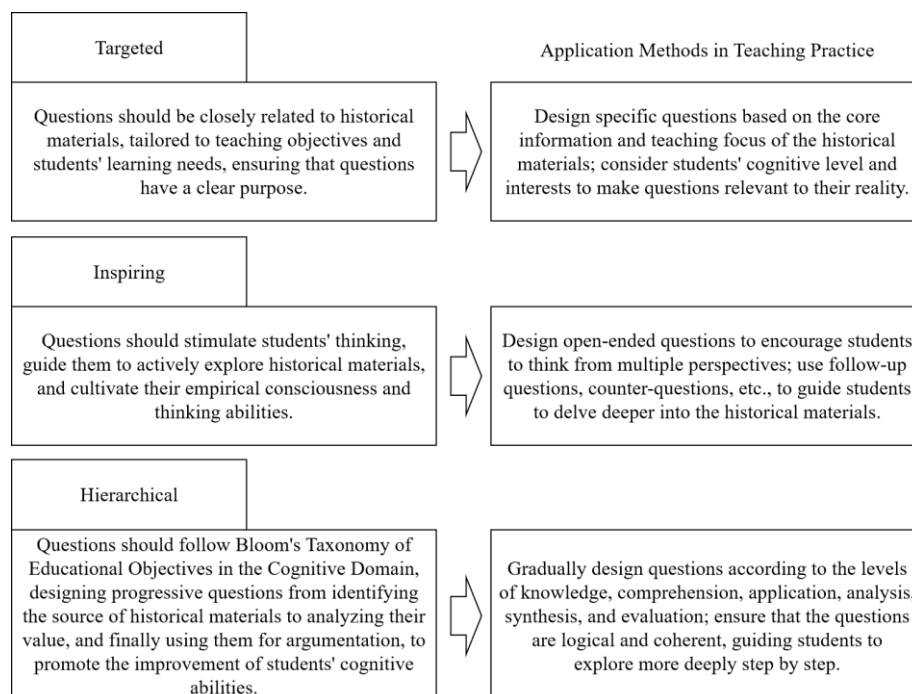 Targeted
Application Methods in Teaching Practice
Questions should be closely related to historical
materials, tailored to teaching objectives and
students' learning needs, ensuring that questions
have a clear purpose.
Design specific questions based on the core
information and teaching focus of the historical
materials; consider students' cognitive level and
interests to make questions relevant to their reality.
Inspiring
Questions should stimulate students' thinking,
guide them to actively explore historical materials,
and cultivate their empirical consciousness and
thinking abilities.
Design open-ended questions to encourage students
to think from multiple perspectives; use follow-up
questions, counter-questions, etc., to guide students
to delve deeper into the historical materials.
Hierarchical
Questions should follow Bloom's Taxonomy of
Educational Objectives in the Cognitive Domain,
designing progressive questions from identifying
the source of historical materials to analyzing their
value, and finally using them for argumentation, to
promote the improvement of students' cognitive
abilities.
Gradually design questions according to the levels
of knowledge, comprehension, application, analysis,
synthesis, and evaluation; ensure that the questions
are logical and coherent, guiding students to
explore more deeply step by step.